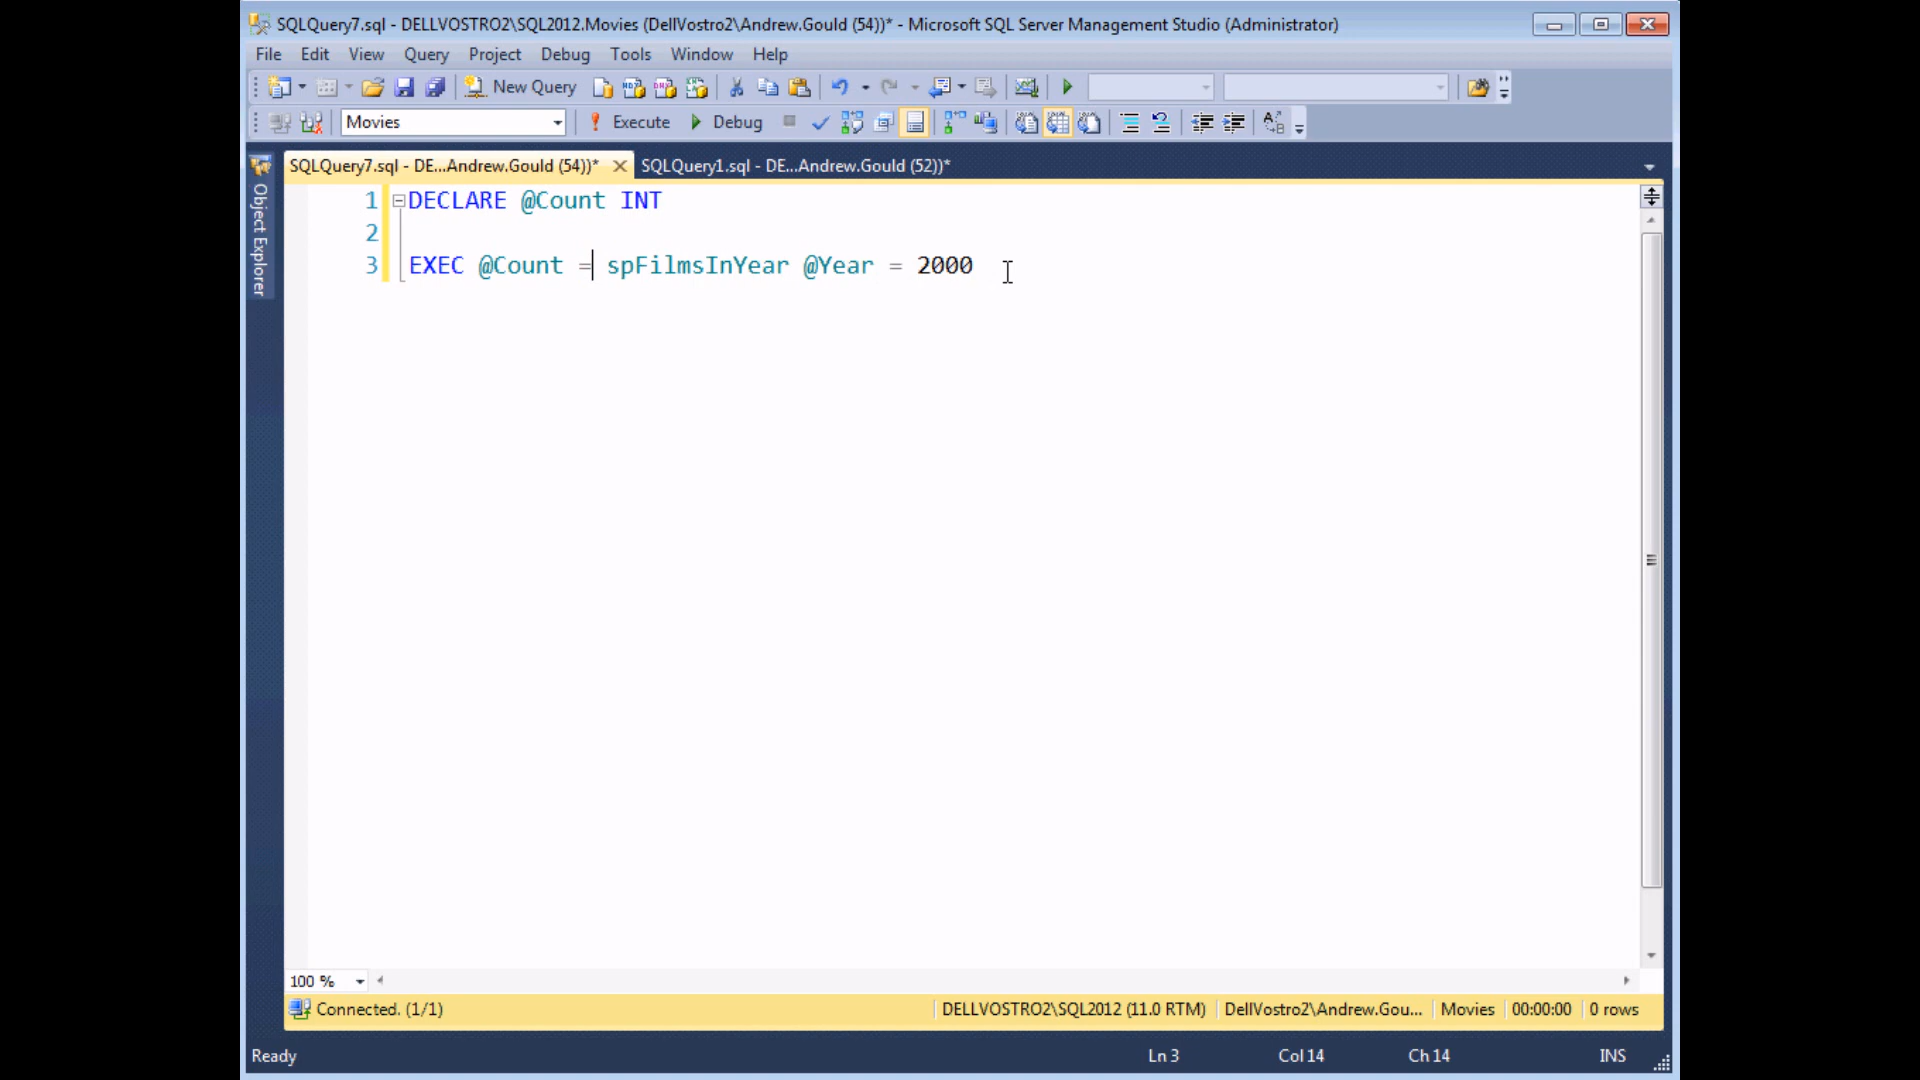 SQLQuery7.sql - DELLVOSTRO2\SQL2012.Movies (DellVostro2\Andrew.Gould (54))* - Microsoft SQL Server Management Studio (Administrator)
File Edit View Query Project Debug Tools Window Help
New Query
Movies Execute Debug
SQLQuery7.sql - DE...Andrew.Gould (54))* SQLQuery1.sql - DE...Andrew.Gould (52))*
Object Explorer
1 DECLARE @Count INT
2
3 EXEC @Count = spFilmsInYear @Year = 2000
100 %
Connected. (1/1) DELLVOSTRO2\SQL2012 (11.0 RTM) DellVostro2\Andrew.Gou... Movies 00:00:00 0 rows
Ready Ln 3 Col 14 Ch 14 INS